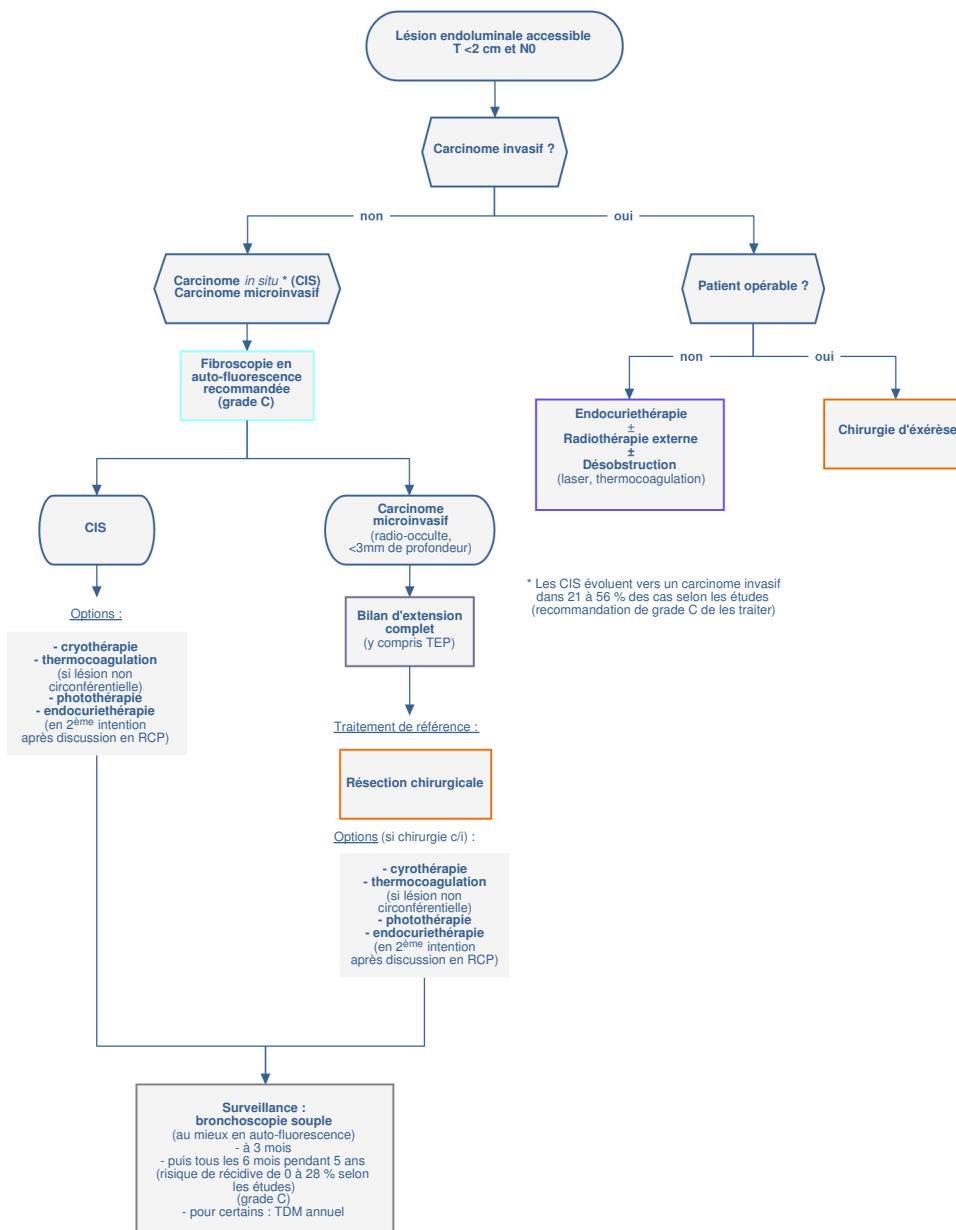 Lésion endoluminale accessible
T <2 cm et N0
Carcinome invasif ?
non
oui
Carcinome in situ * (CIS)
Carcinome microinvasif
Patient opérable ?
Fibroscopie en
auto-fluorescence
recommandée
(grade C)
non
oui
Endocuriethérapie
±
Radiothérapie externe
±
Désobstruction
(laser, thermocoagulation)
Chirurgie d'éxérèse
CIS
Carcinome
microinvasif
(radio-occulte,
<3mm de profondeur)
* Les CIS évoluent vers un carcinome invasif
dans 21 à 56 % des cas selon les études
(recommandation de grade C de les traiter)
Options :
- cryothérapie
- thermocoagulation
(si lésion non
circonférentielle)
- photothérapie
- endocuriethérapie
(en 2ème intention
après discussion en RCP)
Bilan d'extension
complet
(y compris TEP)
Traitement de référence :
Résection chirurgicale
Options (si chirurgie c/i) :
- cyrothérapie
- thermocoagulation
(si lésion non
circonférentielle)
- photothérapie
- endocuriethérapie
(en 2ème intention
après discussion en RCP)
Surveillance :
bronchoscopie souple
(au mieux en auto-fluorescence)
- à 3 mois
- puis tous les 6 mois pendant 5 ans
(risique de récidive de 0 à 28 % selon
les études)
(grade C)
- pour certains : TDM annuel